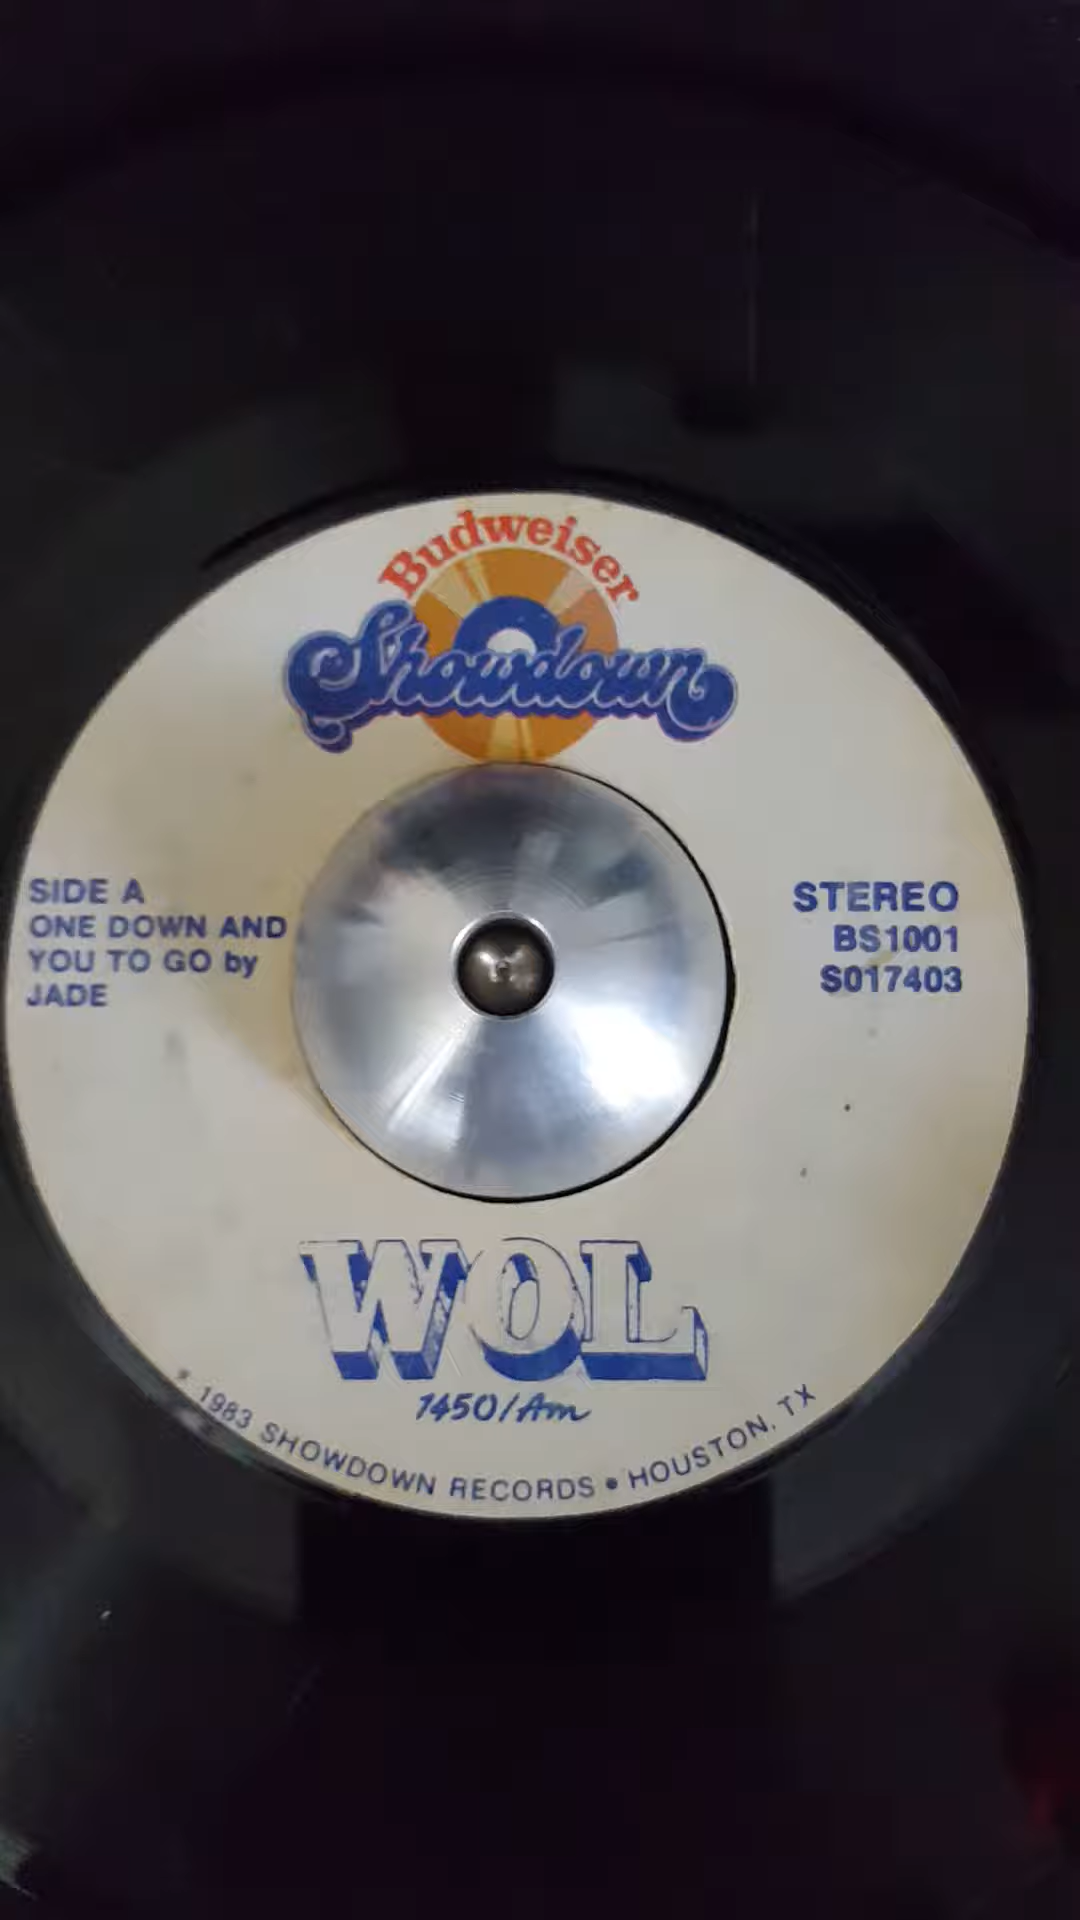 Budweiser
Showdown
SIDE A
ONE DOWN AND
YOU TO GO by
JADE
STEREO
BS1001
S017403
WOL
1450/Am
* 1983 SHOWDOWN RECORDS • HOUSTON, TX